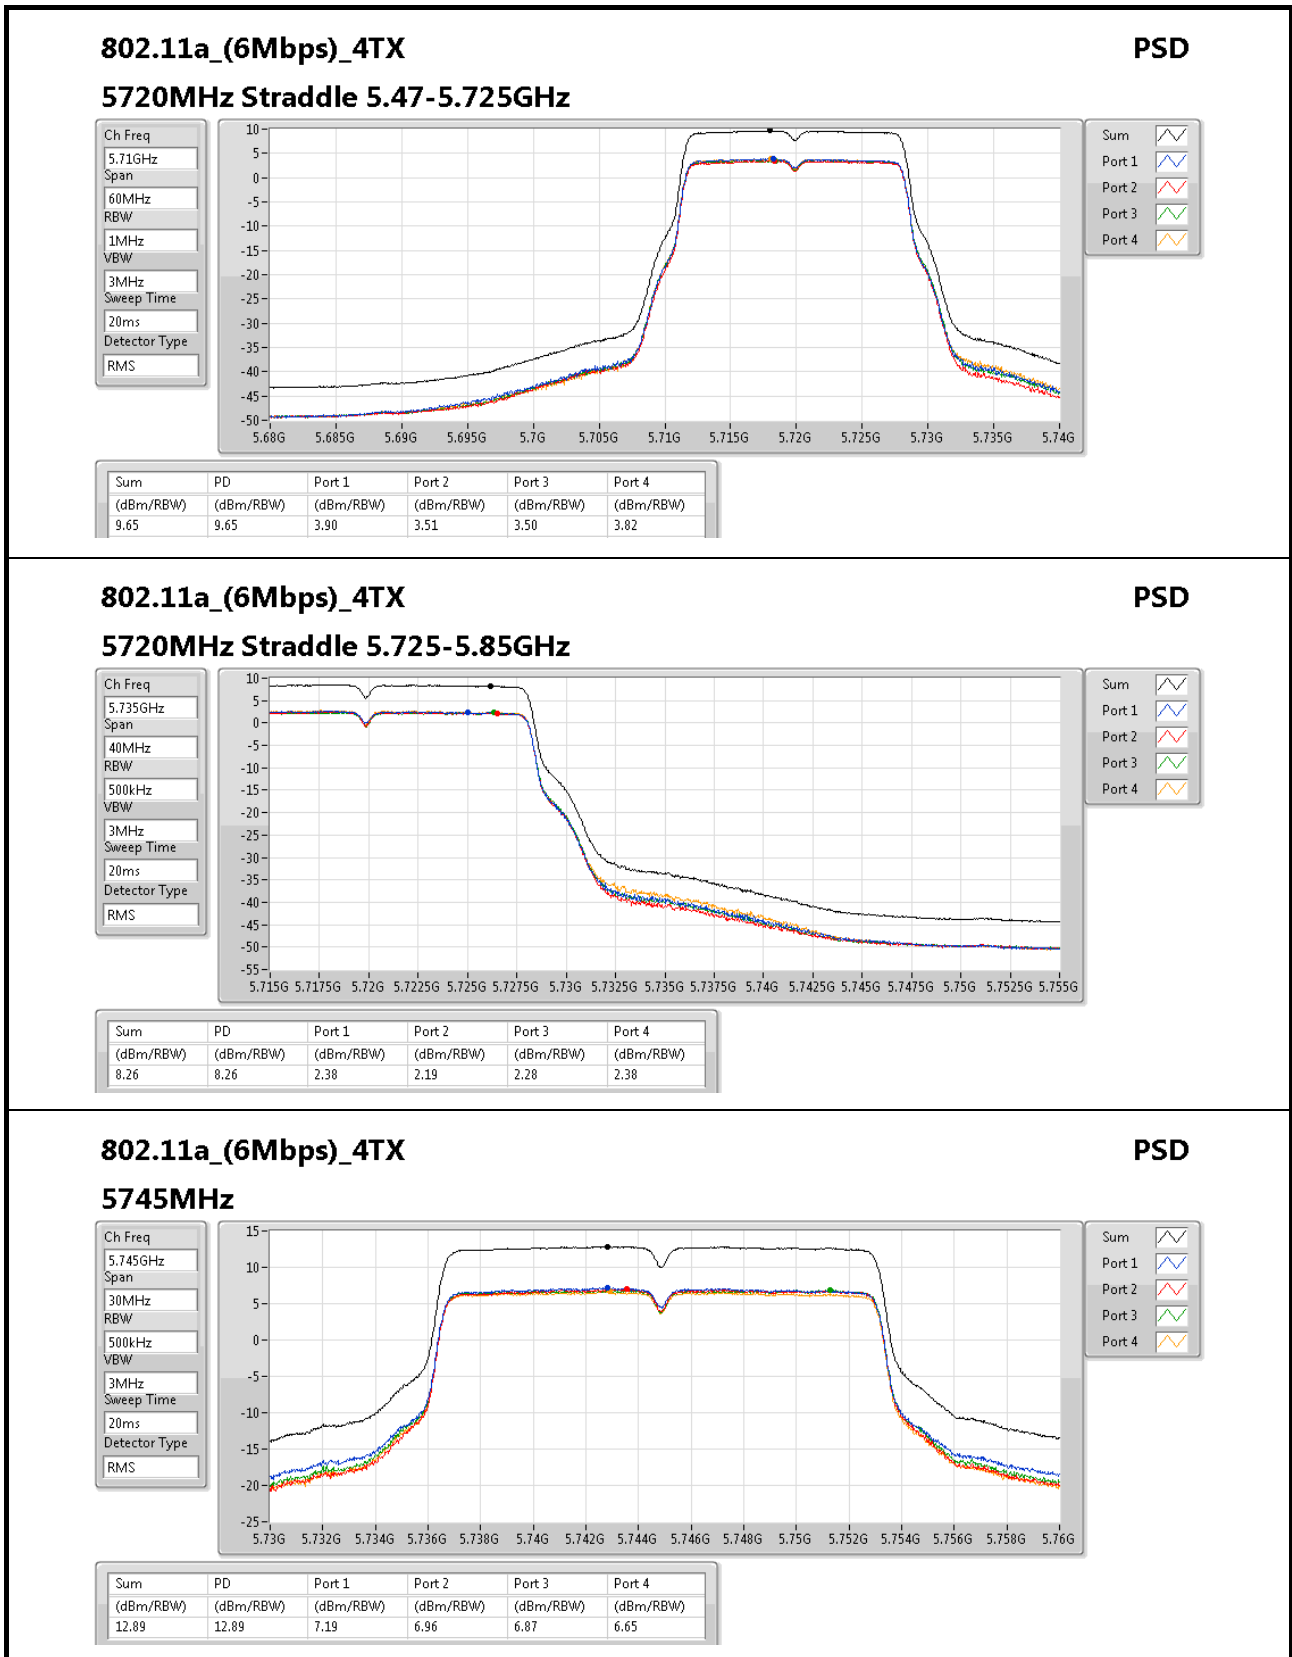 802.11a_(6Mbps)_4TX PSD
5720MHz Straddle 5.47-5.725GHz
Ch Freq
5.71GHz
Span
60MHz
RBW
1MHz
VBW
3MHz
Sweep Time
20ms
Detector Type
RMS
10
5
0
-5
-10
-15
-20
-25
-30
-35
-40
-45
-50
5.68G 5.685G 5.69G 5.695G 5.7G 5.705G 5.71G 5.715G 5.72G 5.725G 5.73G 5.735G 5.74G
Sum
Port 1
Port 2
Port 3
Port 4
Sum PD Port 1 Port 2 Port 3 Port 4
(dBm/RBW) (dBm/RBW) (dBm/RBW) (dBm/RBW) (dBm/RBW) (dBm/RBW)
9.65 9.65 3.90 3.51 3.50 3.82
802.11a_(6Mbps)_4TX PSD
5720MHz Straddle 5.725-5.85GHz
Ch Freq
5.735GHz
Span
40MHz
RBW
500kHz
VBW
3MHz
Sweep Time
20ms
Detector Type
RMS
10
5
0
-5
-10
-15
-20
-25
-30
-35
-40
-45
-50
-55
5.715G 5.7175G 5.72G 5.7225G 5.725G 5.7275G 5.73G 5.7325G 5.735G 5.7375G 5.74G 5.7425G 5.745G 5.7475G 5.75G 5.7525G 5.755G
Sum
Port 1
Port 2
Port 3
Port 4
Sum PD Port 1 Port 2 Port 3 Port 4
(dBm/RBW) (dBm/RBW) (dBm/RBW) (dBm/RBW) (dBm/RBW) (dBm/RBW)
8.26 8.26 2.38 2.19 2.28 2.38
802.11a_(6Mbps)_4TX PSD
5745MHz
Ch Freq
5.745GHz
Span
30MHz
RBW
500kHz
VBW
3MHz
Sweep Time
20ms
Detector Type
RMS
15
10
5
0
-5
-10
-15
-20
-25
5.73G 5.732G 5.734G 5.736G 5.738G 5.74G 5.742G 5.744G 5.746G 5.748G 5.75G 5.752G 5.754G 5.756G 5.758G 5.76G
Sum
Port 1
Port 2
Port 3
Port 4
Sum PD Port 1 Port 2 Port 3 Port 4
(dBm/RBW) (dBm/RBW) (dBm/RBW) (dBm/RBW) (dBm/RBW) (dBm/RBW)
12.89 12.89 7.19 6.96 6.87 6.65